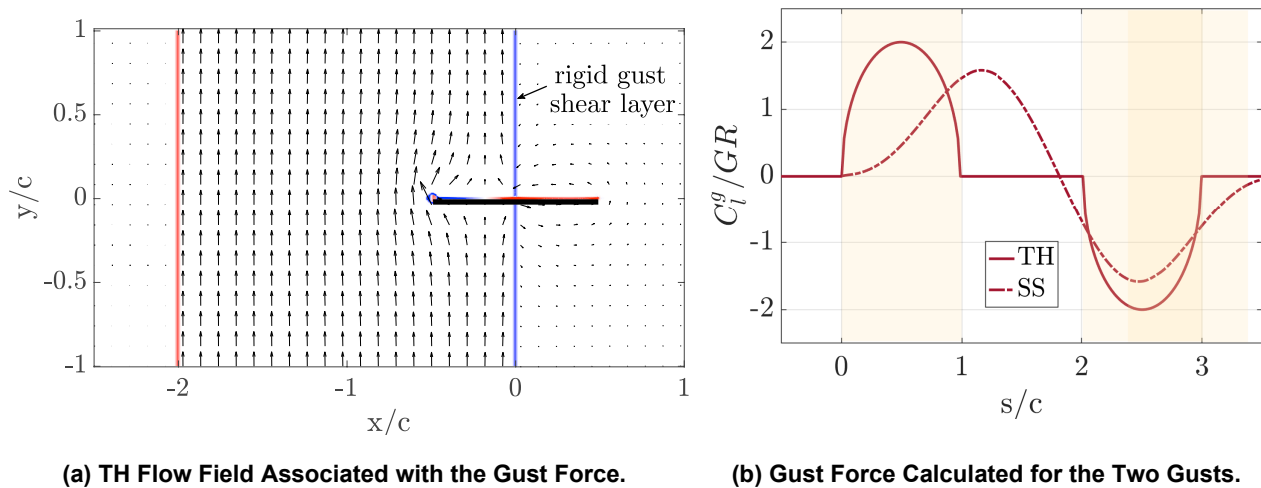 1
0.5
0
-0.5
-1
y/c
-2
-1
0
1
x/c
rigid gust
shear layer
(a) TH Flow Field Associated with the Gust Force.
2
1
0
-1
-2
C_l^g/GR
0
1
2
3
s/c
TH
SS
(b) Gust Force Calculated for the Two Gusts.